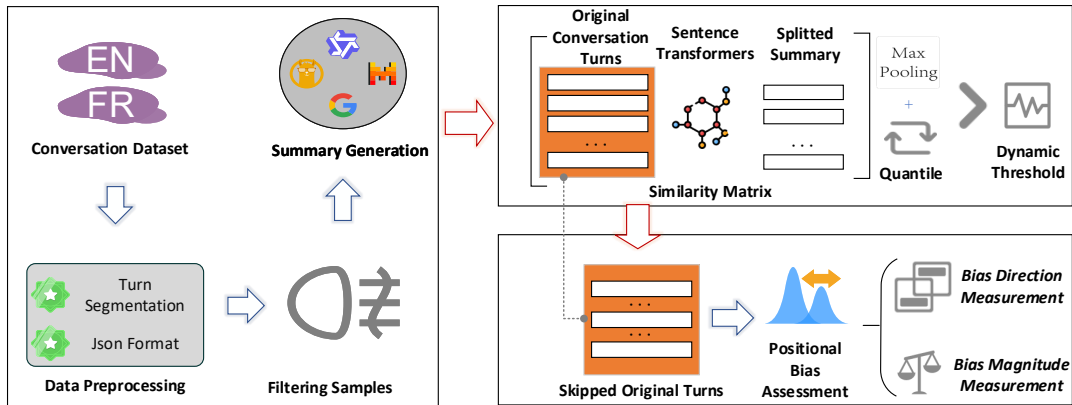 EN
FR
Conversation Dataset
Summary Generation
Turn
Segmentation
Json Format
Data Preprocessing
Filtering Samples
Original
Conversation
Turns
Sentence
Transformers
Splitted
Summary
...
...
Similarity Matrix
Max
Pooling
+
Quantile
Dynamic
Threshold
...
...
Skipped Original Turns
Positional
Bias
Assessment
Bias Direction
Measurement
Bias Magnitude
Measurement